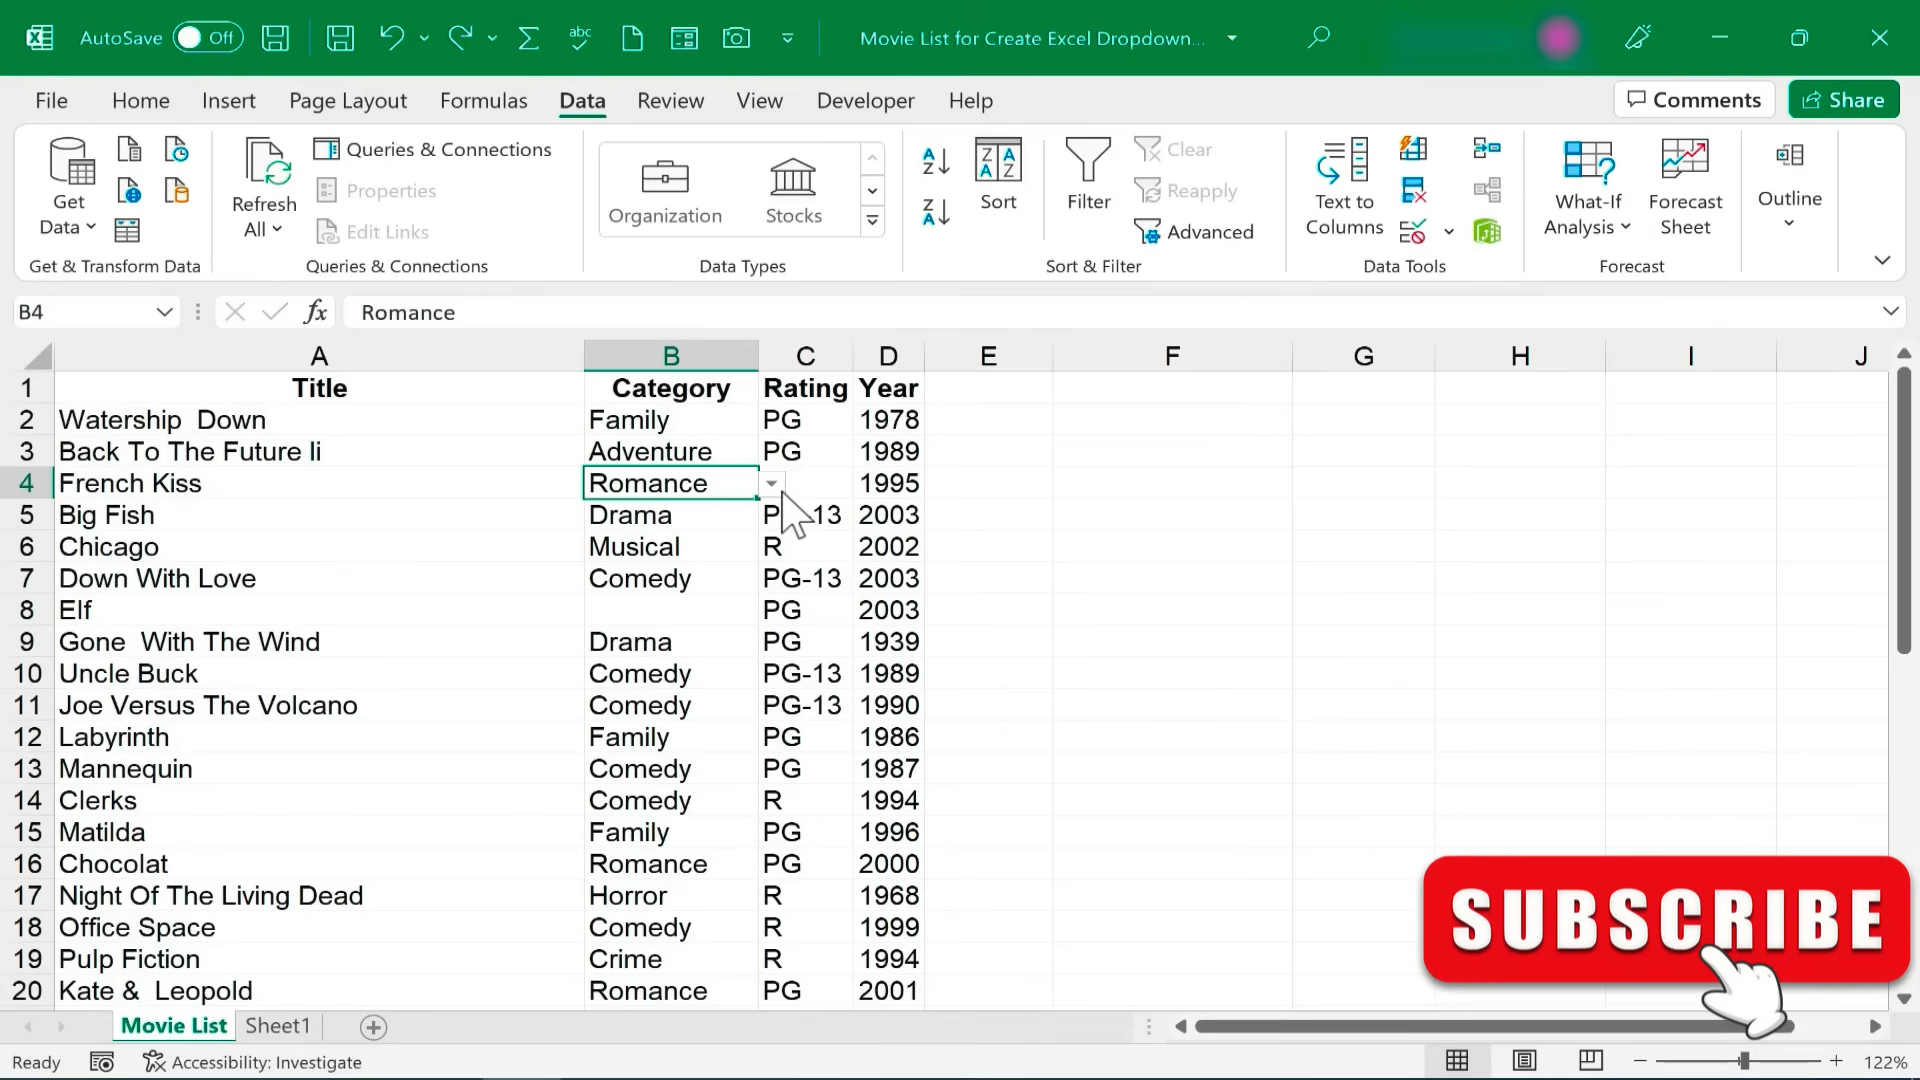 AutoSave Off abc Movie List for Create Excel Dropdown...
File Home Insert Page Layout Formulas Data Review View Developer Help Comments Share
Get Data
Refresh All
Queries & Connections
Properties
Edit Links
Organization Stocks
Sort
Filter
Clear
Reapply
Advanced
Text to Columns
What-If Analysis
Forecast Sheet
Outline
Get & Transform Data Queries & Connections Data Types Sort & Filter Data Tools Forecast
B4 fx Romance
A B C D E F G H I J
1 Title Category Rating Year
2 Watership  Down Family PG 1978
3 Back To The Future Ii Adventure PG 1989
4 French Kiss Romance 1995
5 Big Fish Drama P 13 2003
6 Chicago Musical R 2002
7 Down With Love Comedy PG-13 2003
8 Elf PG 2003
9 Gone  With The Wind Drama PG 1939
10 Uncle Buck Comedy PG-13 1989
11 Joe Versus The Volcano Comedy PG-13 1990
12 Labyrinth Family PG 1986
13 Mannequin Comedy PG 1987
14 Clerks Comedy R 1994
15 Matilda Family PG 1996
16 Chocolat Romance PG 2000
17 Night Of The Living Dead Horror R 1968
18 Office Space Comedy R 1999
19 Pulp Fiction Crime R 1994
20 Kate &  Leopold Romance PG 2001
SUBSCRIBE
Movie List Sheet1
Ready Accessibility: Investigate 122%